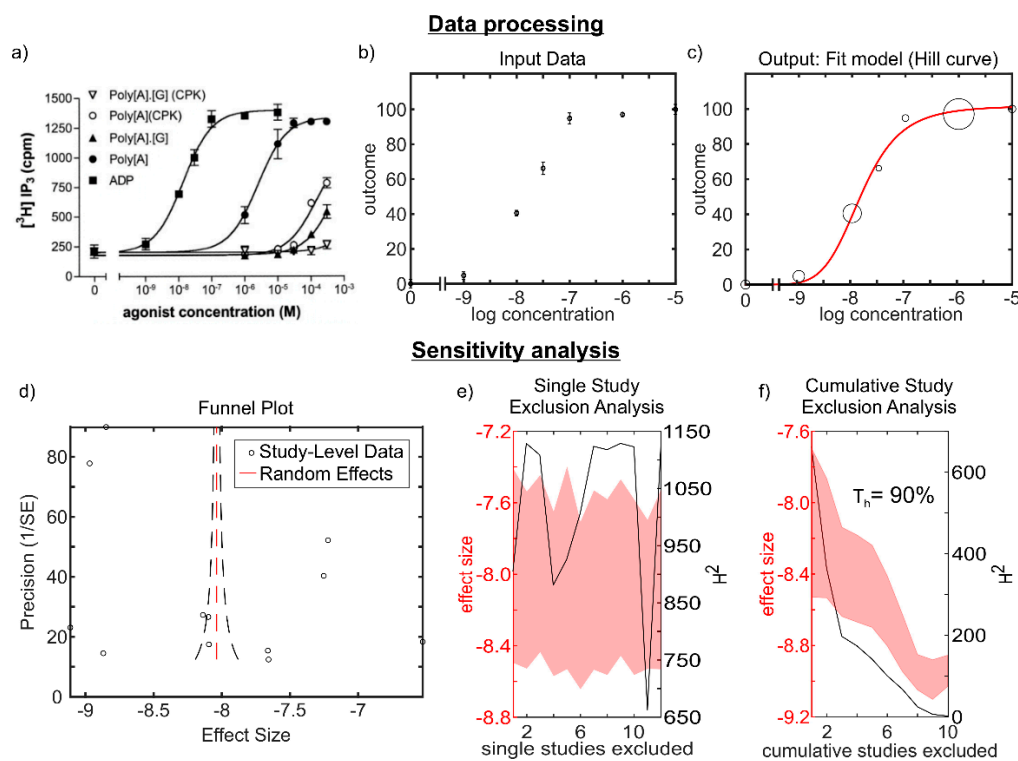 Data processing
a)
▽ Poly[A].[G] (CPK)
○ Poly[A](CPK)
▲ Poly[A].[G]
● Poly[A]
■ ADP
[³H] IP₃ (cpm)
1500
1250
1000
750
500
250
0
0 10⁻⁹ 10⁻⁸ 10⁻⁷ 10⁻⁶ 10⁻⁵ 10⁻⁴ 10⁻³
agonist concentration (M)
b)
Input Data
outcome
100
80
60
40
20
0
0 -9 -8 -7 -6 -5
log concentration
c)
Output: Fit model (Hill curve)
outcome
100
80
60
40
20
0
0 -9 -8 -7 -6 -5
log concentration
Sensitivity analysis
d)
Funnel Plot
Precision (1/SE)
80
60
40
20
0
○ Study-Level Data
Random Effects
-9 -8.5 -8 -7.5 -7
Effect Size
e)
Single Study
Exclusion Analysis
effect size
-7.2
-7.6
-8.0
-8.4
-8.8
1150
1050
950
850
750
650
H²
2 6 10
single studies excluded
f)
Cumulative Study
Exclusion Analysis
effect size
-7.6
-8.0
-8.4
-8.8
-9.2
Tₕ= 90%
600
400
200
0
H²
2 6 10
cumulative studies excluded